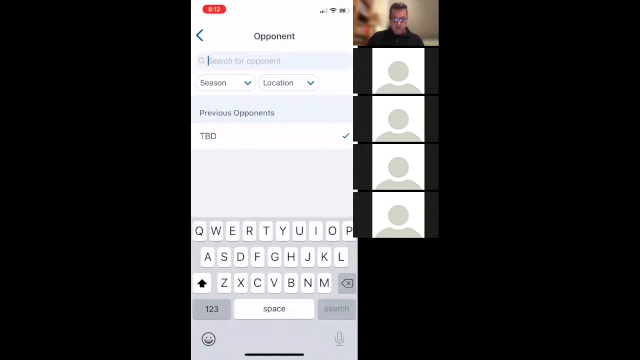 8:12
Opponent
Search for opponent
Season Location
Previous Opponents
TBD
Q W E R T Y U I O P
A S D F G H J K L
Z X C V B N M
123 space search